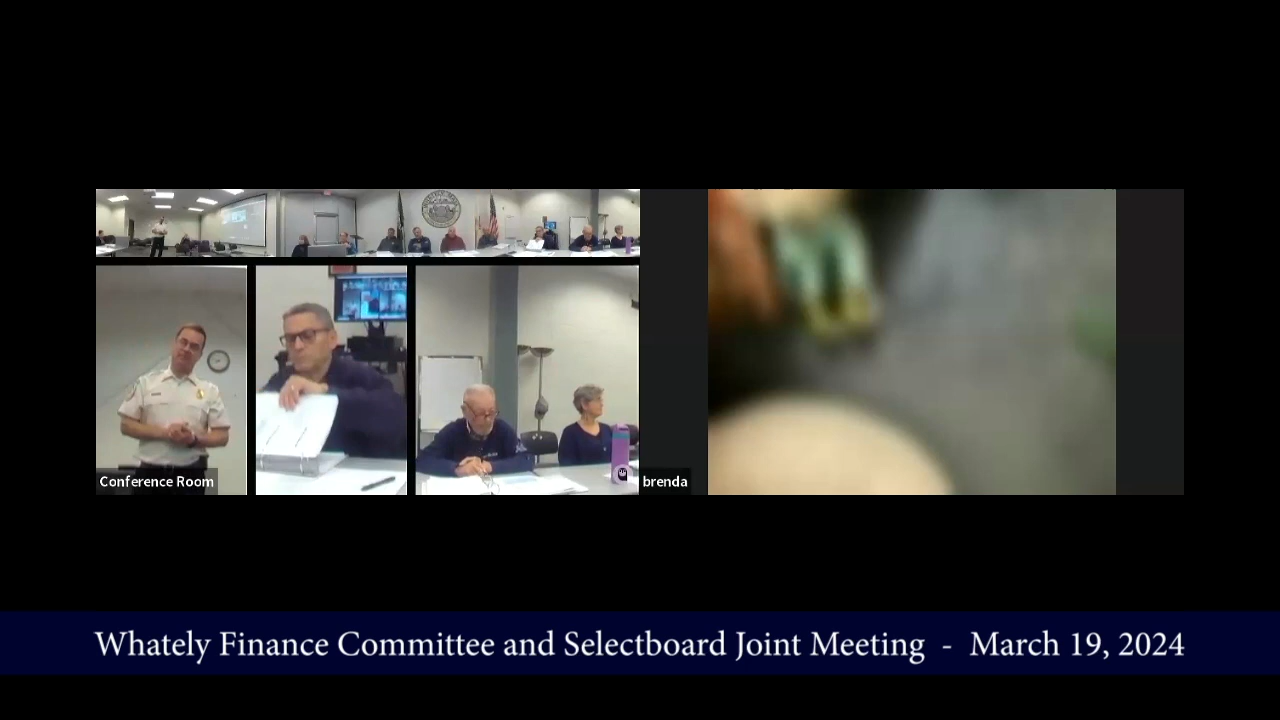 Conference Room
brenda
Whately Finance Committee and Selectboard Joint Meeting - March 19, 2024